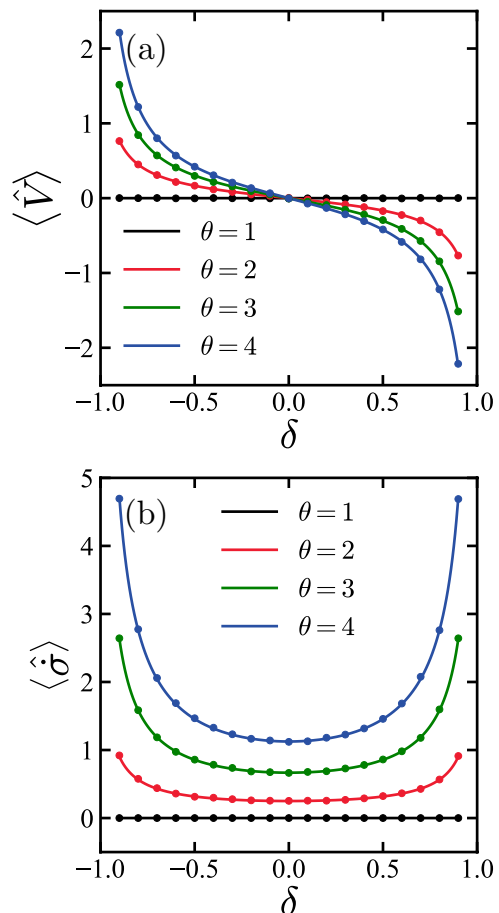 (a)
⟨V̂⟩
2
1
0
−1
−2
θ = 1
θ = 2
θ = 3
θ = 4
−1.0 −0.5 0.0 0.5 1.0
δ
(b)
⟨σ̇̂⟩
5
4
3
2
1
0
θ = 1
θ = 2
θ = 3
θ = 4
−1.0 −0.5 0.0 0.5 1.0
δ